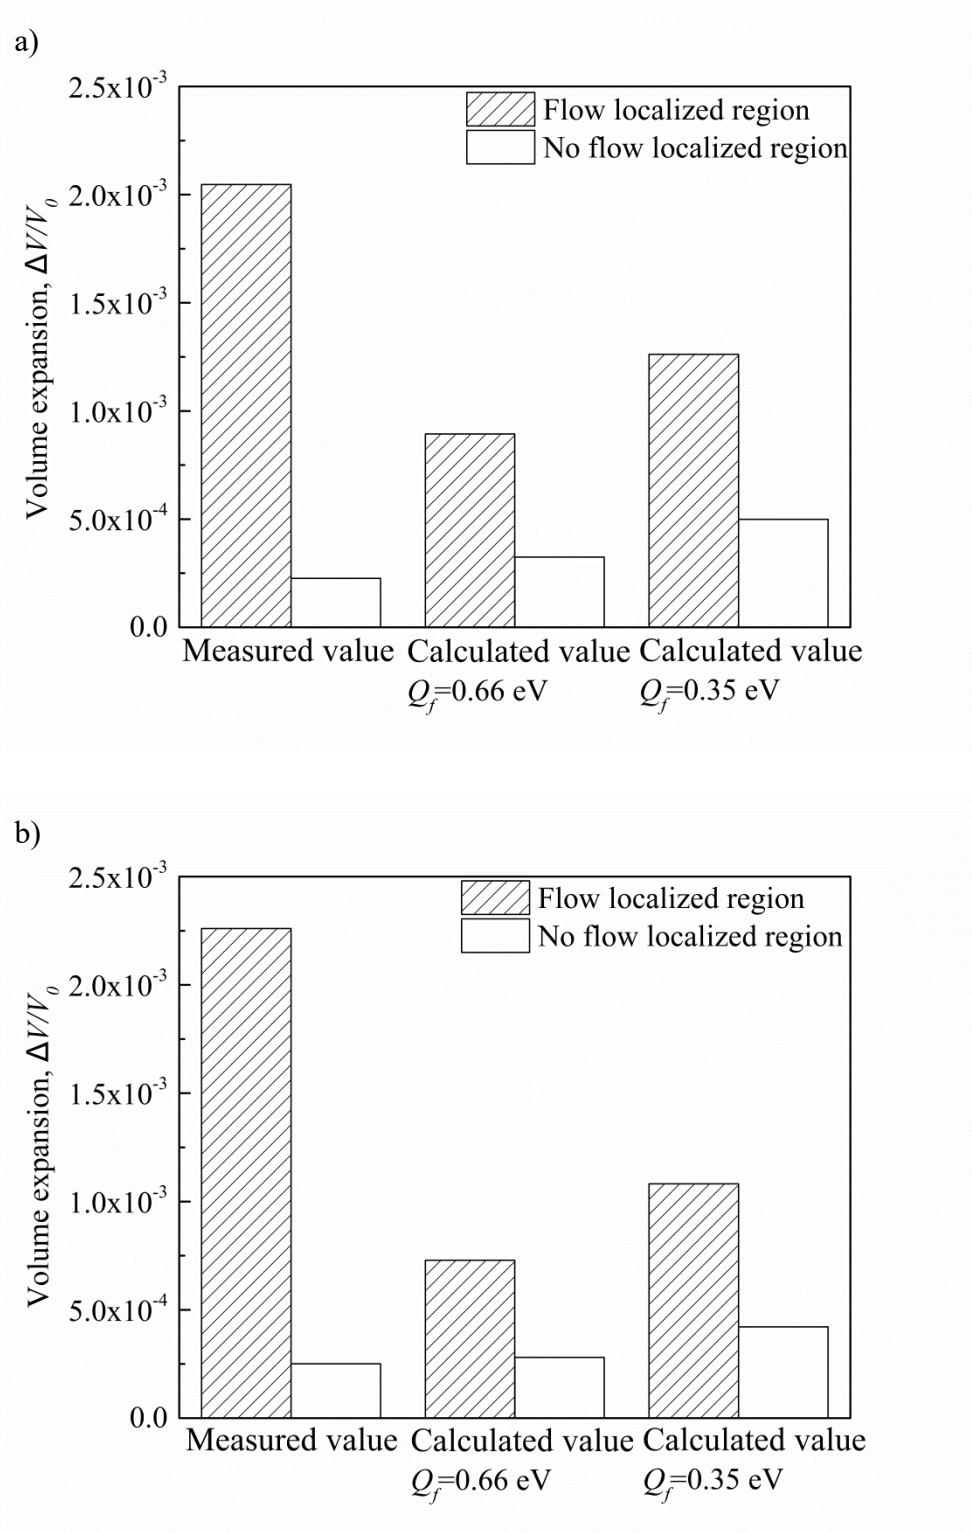 a)
2.5x10⁻³
Flow localized region
No flow localized region
2.0x10⁻³
1.5x10⁻³
1.0x10⁻³
5.0x10⁻⁴
0.0
Volume expansion, ΔV/V₀
Measured value Calculated value Calculated value
Q_f=0.66 eV Q_f=0.35 eV
b)
2.5x10⁻³
Flow localized region
No flow localized region
2.0x10⁻³
1.5x10⁻³
1.0x10⁻³
5.0x10⁻⁴
0.0
Volume expansion, ΔV/V₀
Measured value Calculated value Calculated value
Q_f=0.66 eV Q_f=0.35 eV